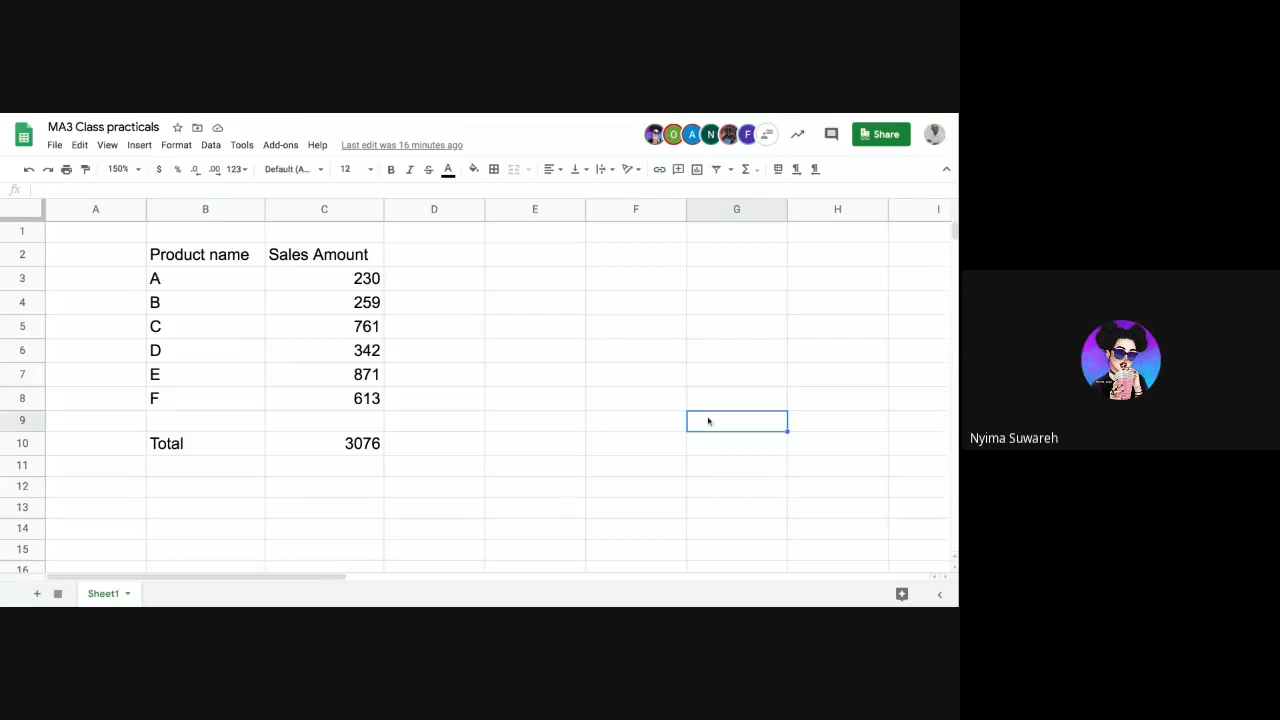 MA3 Class practicals
File Edit View Insert Format Data Tools Add-ons Help Last edit was 16 minutes ago
O A N F
Share
150% $ % .0 .00 123 Default (A... 12 B I S A
fx
A B C D E F G H I
1
2 Product name Sales Amount
3 A 230
4 B 259
5 C 761
6 D 342
7 E 871
8 F 613
9
10 Total 3076
11
12
13
14
15
16
Sheet1
Nyima Suwareh